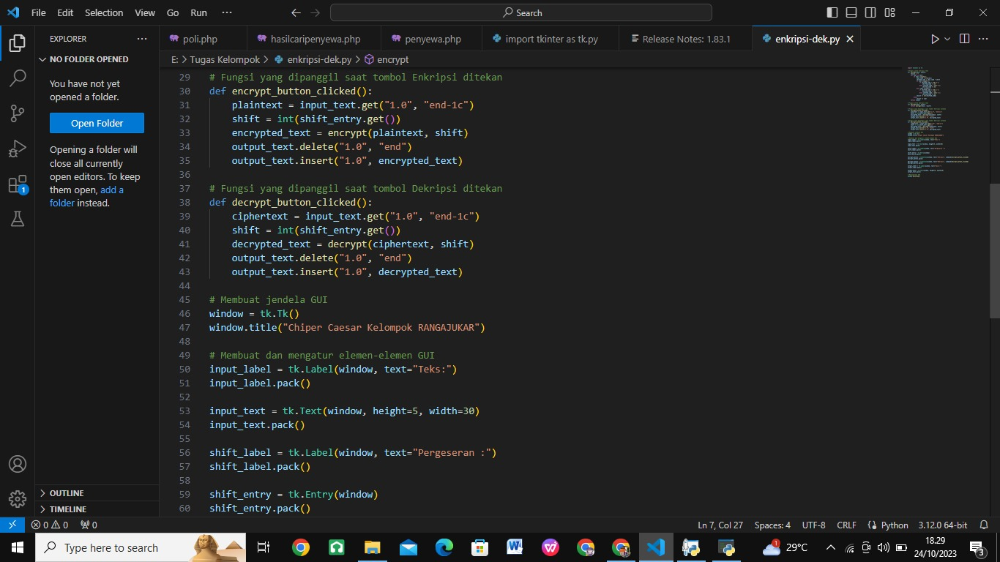 File Edit Selection View Go Run ···
Search
EXPLORER ···
NO FOLDER OPENED
You have not yet
opened a folder.
Open Folder
Opening a folder will
close all currently
open editors. To keep
them open, add a
folder instead.
1
OUTLINE
TIMELINE
poli.php hasilcaripenyewa.php penyewa.php import tkinter as tk.py Release Notes: 1.83.1 enkripsi-dek.py
E: > Tugas Kelompok > enkripsi-dek.py > encrypt
29 # Fungsi yang dipanggil saat tombol Enkripsi ditekan
30 def encrypt_button_clicked():
31     plaintext = input_text.get("1.0", "end-1c")
32     shift = int(shift_entry.get())
33     encrypted_text = encrypt(plaintext, shift)
34     output_text.delete("1.0", "end")
35     output_text.insert("1.0", encrypted_text)
36
37 # Fungsi yang dipanggil saat tombol Dekripsi ditekan
38 def decrypt_button_clicked():
39     ciphertext = input_text.get("1.0", "end-1c")
40     shift = int(shift_entry.get())
41     decrypted_text = decrypt(ciphertext, shift)
42     output_text.delete("1.0", "end")
43     output_text.insert("1.0", decrypted_text)
44
45 # Membuat jendela GUI
46 window = tk.Tk()
47 window.title("Chiper Caesar Kelompok RANGAJUKAR")
48
49 # Membuat dan mengatur elemen-elemen GUI
50 input_label = tk.Label(window, text="Teks:")
51 input_label.pack()
52
53 input_text = tk.Text(window, height=5, width=30)
54 input_text.pack()
55
56 shift_label = tk.Label(window, text="Pergeseran :")
57 shift_label.pack()
58
59 shift_entry = tk.Entry(window)
60 shift_entry.pack()
0 0 0 Ln 7, Col 27 Spaces: 4 UTF-8 CRLF Python 3.12.0 64-bit
Type here to search
1 29°C
18.29
24/10/2023
3